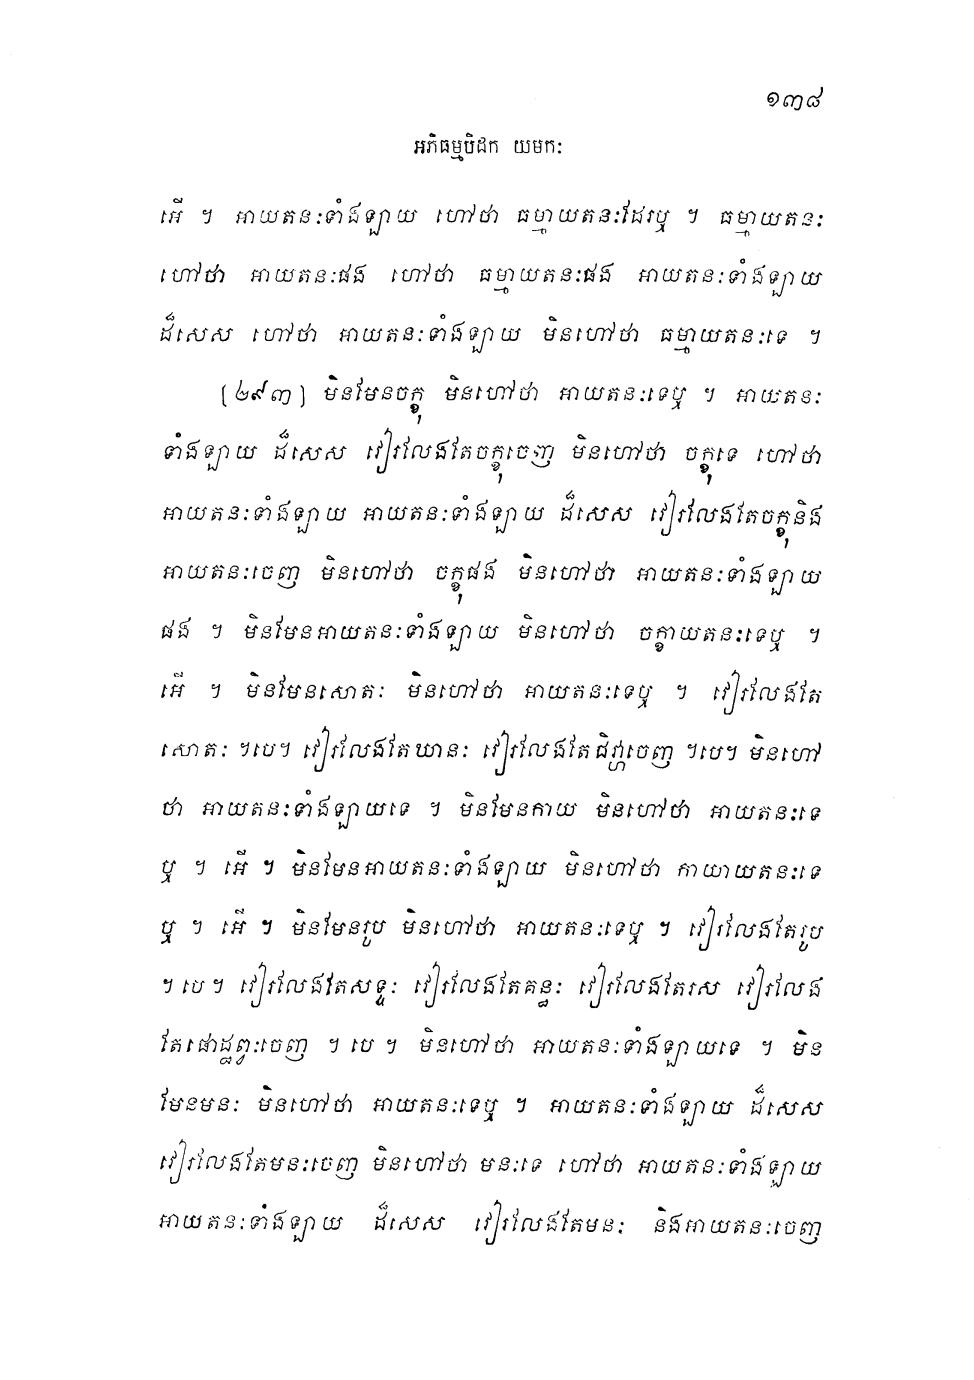 ១៣៨
អភិធម្មបិដក យមកៈ
អើ ។ អាយតនៈទាំងឡាយ ហៅថា ធម្មាយតនៈដែរឬ ។ ធម្មាយតនៈ
ហៅថា អាយតនៈផង ហៅថា ធម្មាយតនៈផង អាយតនៈទាំងឡាយ
ដ៏សេស ហៅថា អាយតនៈទាំងឡាយ មិនហៅថា ធម្មាយតនៈទេ ។
[២៩៣] មិនមែនចក្ខុ មិនហៅថា អាយតនៈទេឬ ។ អាយតនៈ
ទាំងឡាយ ដ៏សេស វៀរលែងតែចក្ខុចេញ មិនហៅថា ចក្ខុទេ ហៅថា
អាយតនៈទាំងឡាយ អាយតនៈទាំងឡាយ ដ៏សេស វៀរលែងតែចក្ខុនិង
អាយតនៈចេញ មិនហៅថា ចក្ខុផង មិនហៅថា អាយតនៈទាំងឡាយ
ផង ។ មិនមែនអាយតនៈទាំងឡាយ មិនហៅថា ចក្ខាយតនៈទេឬ ។
អើ ។ មិនមែនសោតៈ មិនហៅថា អាយតនៈទេឬ ។ វៀរលែងតែ
សោតៈ ។បេ។ វៀរលែងតែឃានៈ វៀរលែងតែជិវ្ហាចេញ ។បេ។ មិនហៅ
ថា អាយតនៈទាំងឡាយទេ ។ មិនមែនកាយ មិនហៅថា អាយតនៈទេ
ឬ ។ អើ ។ មិនមែនអាយតនៈទាំងឡាយ មិនហៅថា កាយាយតនៈទេ
ឬ ។ អើ ។ មិនមែនរូប មិនហៅថា អាយតនៈទេឬ ។ វៀរលែងតែរូប
។ បេ ។ វៀរលែងតែសទ្ទៈ វៀរលែងតែគន្ធៈ វៀរលែងតែរស វៀរលែង
តែផោដ្ឋព្វៈចេញ ។ បេ ។ មិនហៅថា អាយតនៈទាំងឡាយទេ ។ មិន
មែនមនៈ មិនហៅថា អាយតនៈទេឬ ។ អាយតនៈទាំងឡាយ ដ៏សេស
វៀរលែងតែមនៈចេញ មិនហៅថា មនៈទេ ហៅថា អាយតនៈទាំងឡាយ
អាយតនៈទាំងឡាយ ដ៏សេស វៀរលែងតែមនៈ និងអាយតនៈចេញ